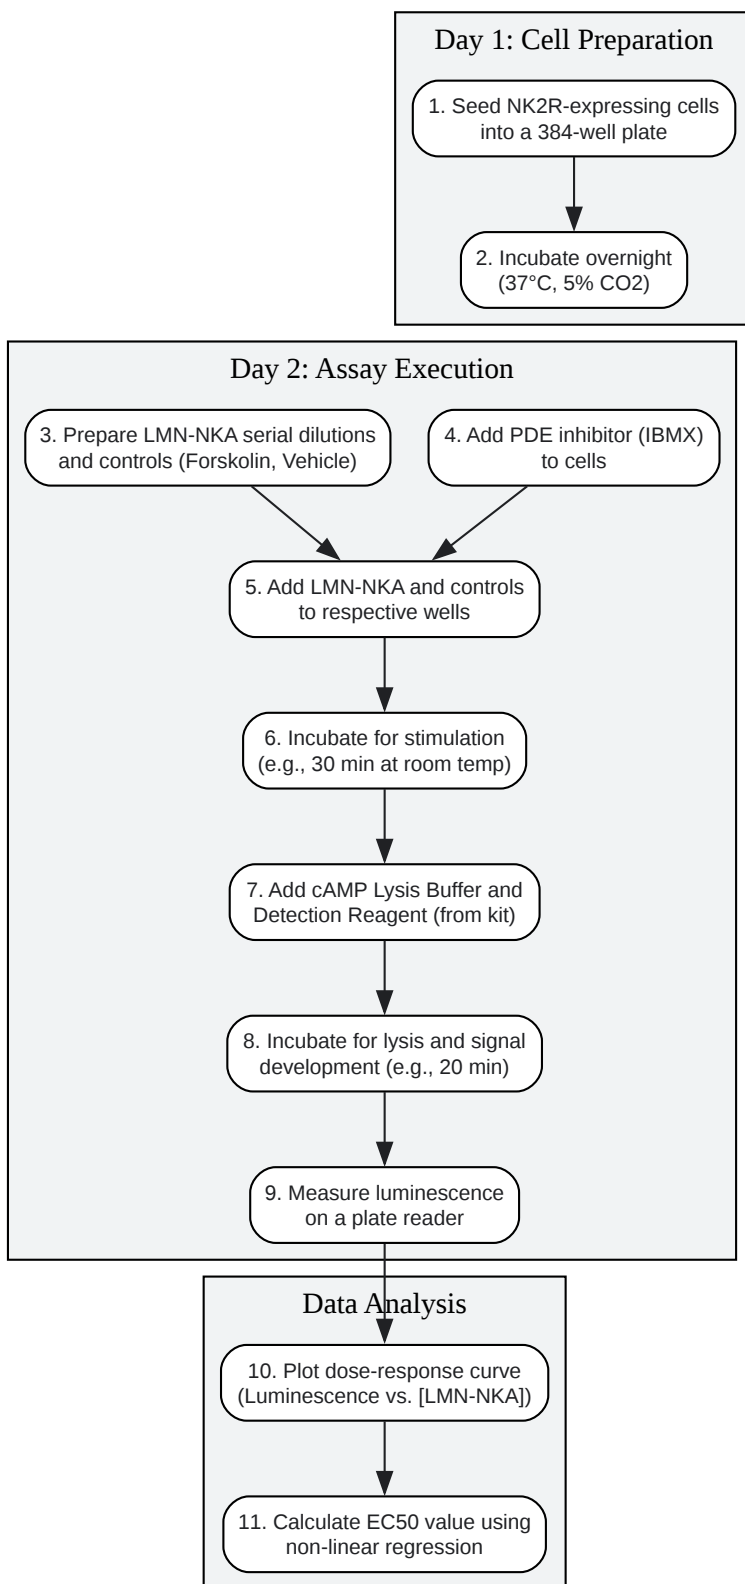 Day 1: Cell Preparation
1. Seed NK2R-expressing cells
into a 384-well plate
2. Incubate overnight
(37°C, 5% CO2)
Day 2: Assay Execution
3. Prepare LMN-NKA serial dilutions
and controls (Forskolin, Vehicle)
4. Add PDE inhibitor (IBMX)
to cells
5. Add LMN-NKA and controls
to respective wells
6. Incubate for stimulation
(e.g., 30 min at room temp)
7. Add cAMP Lysis Buffer and
Detection Reagent (from kit)
8. Incubate for lysis and signal
development (e.g., 20 min)
9. Measure luminescence
on a plate reader
Data Analysis
10. Plot dose-response curve
(Luminescence vs. [LMN-NKA])
11. Calculate EC50 value using
non-linear regression